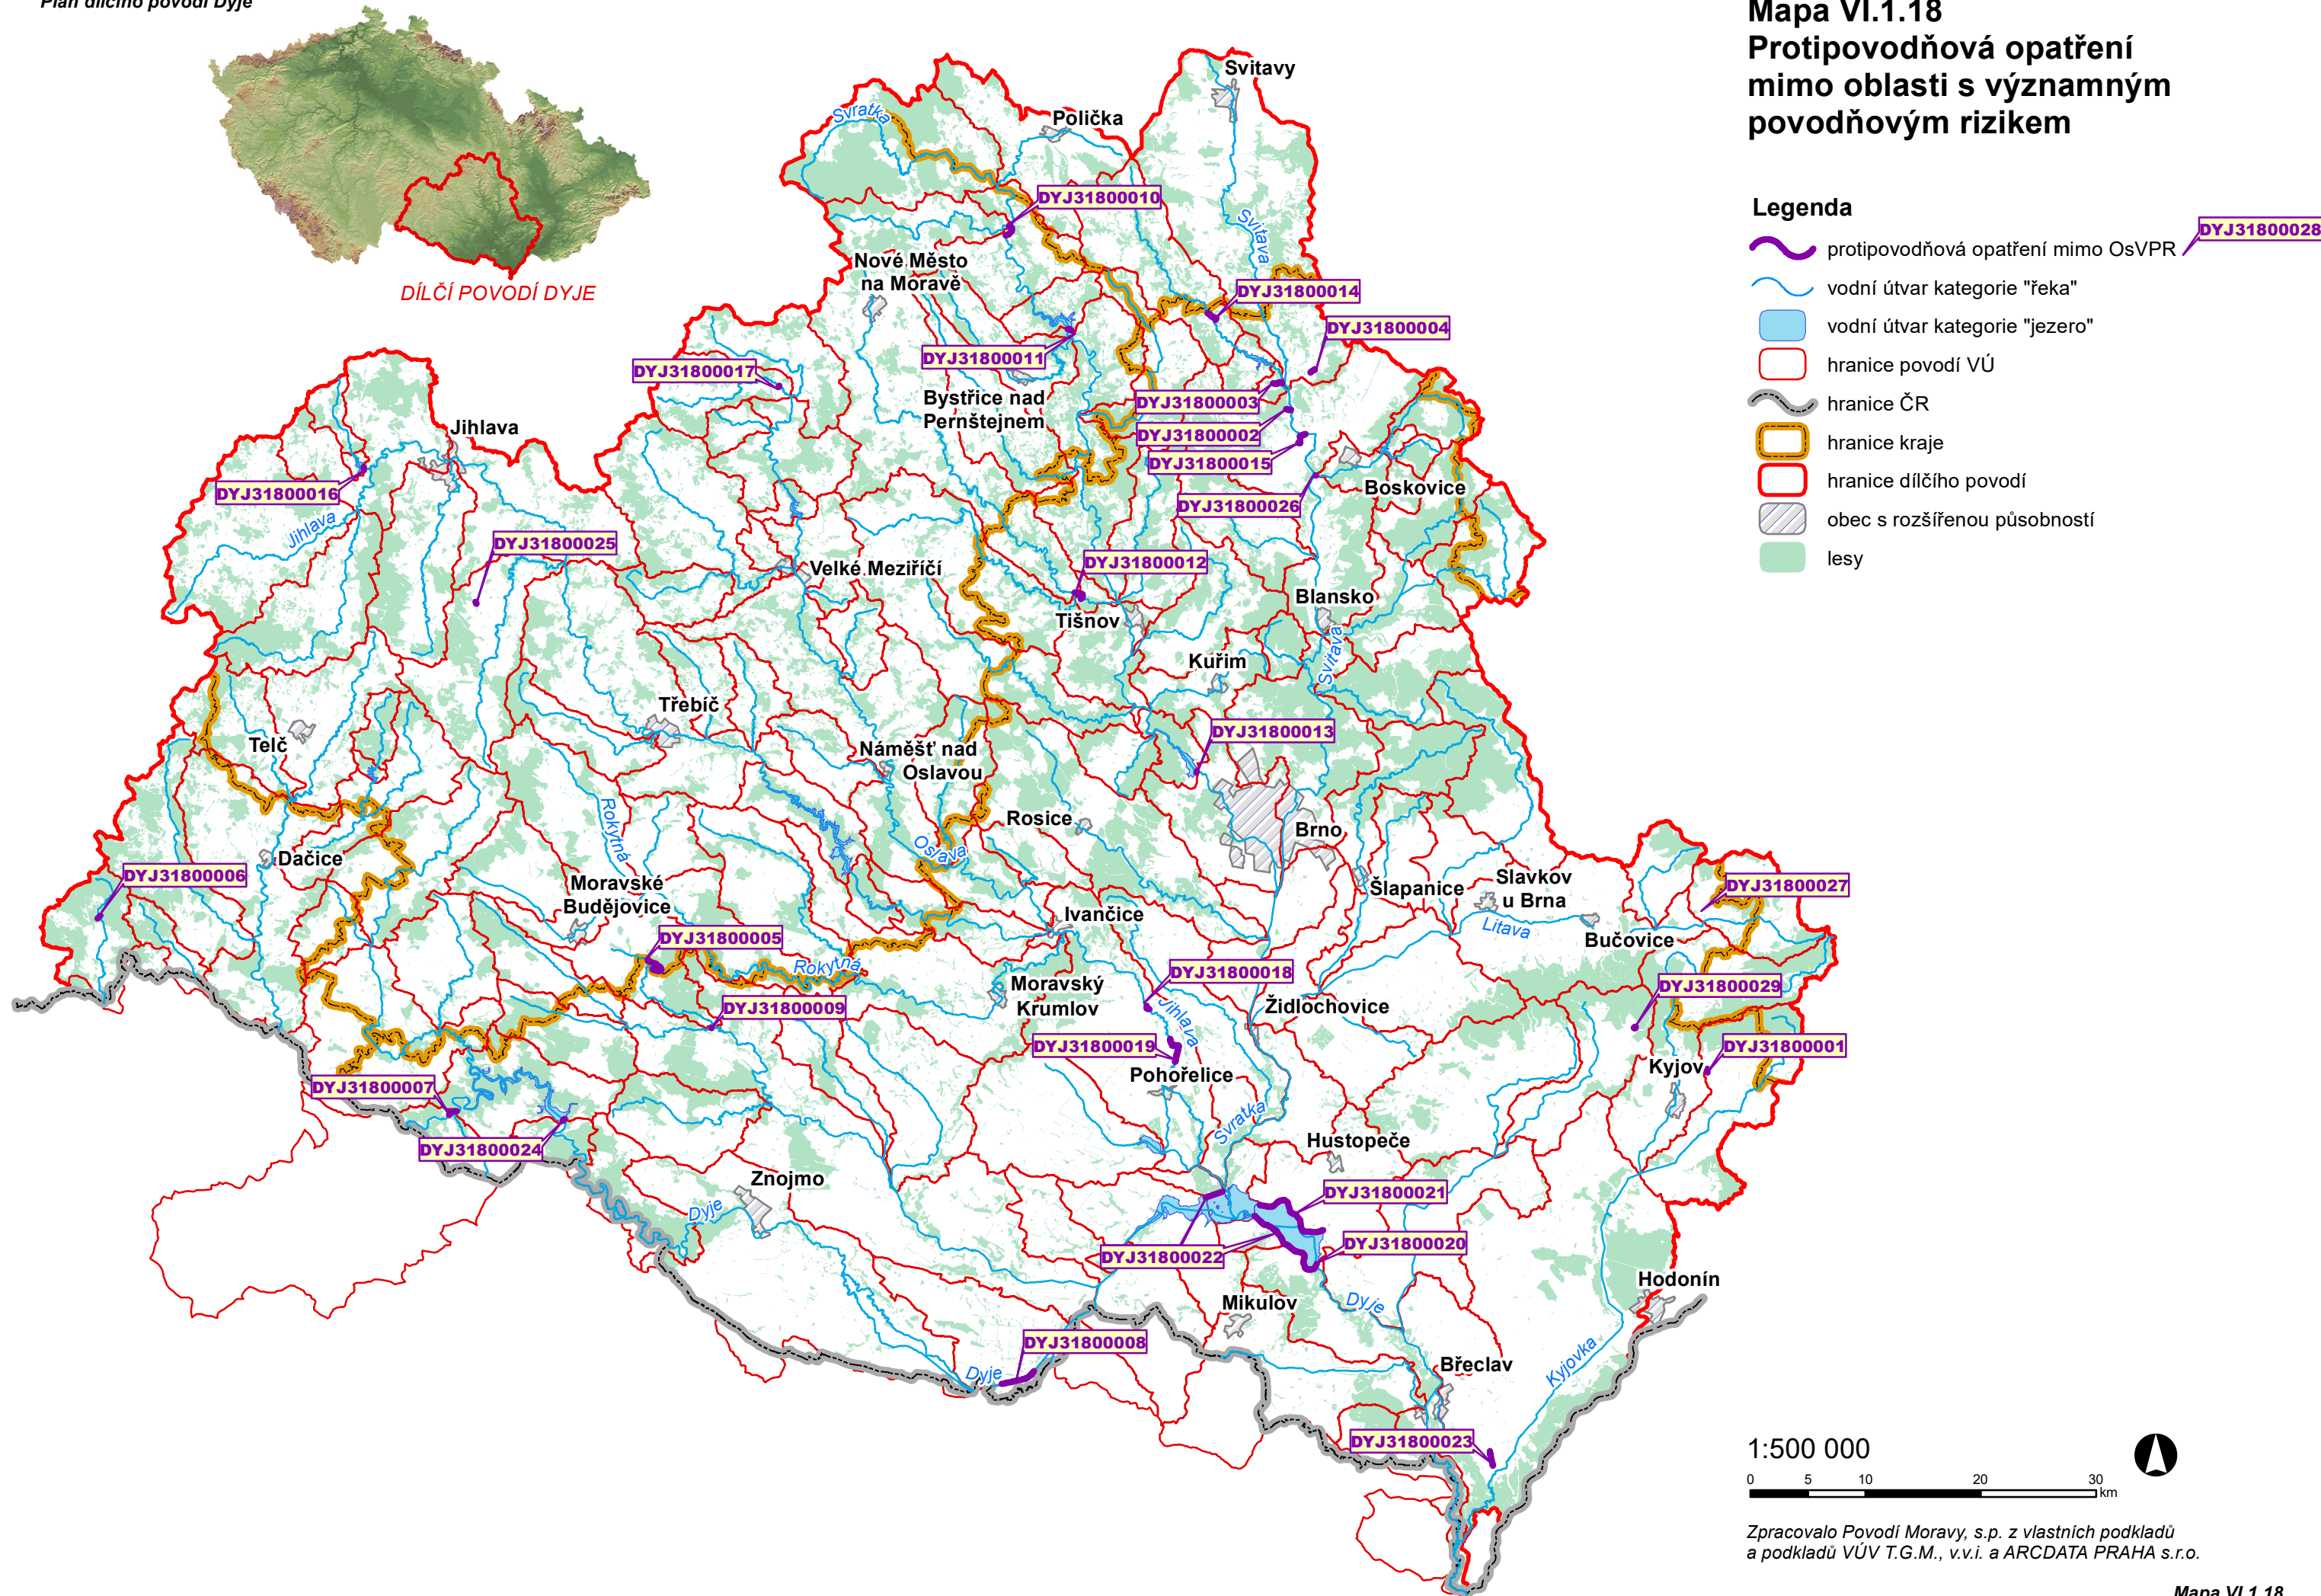 Plán dílčího povodí Dyje
Mapa VI.1.18
Protipovodňová opatření
mimo oblasti s významným
povodňovým rizikem
DÍLČÍ POVODÍ DYJE
Legenda
DYJ31800028
protipovodňová opatření mimo OsVPR
vodní útvar kategorie "řeka"
vodní útvar kategorie "jezero"
hranice povodí VÚ
hranice ČR
hranice kraje
hranice dílčího povodí
obec s rozšířenou působností
lesy
Svitavy
Svratka
Polička
DYJ31800010
Svitava
Nové Město
na Moravě
DYJ31800014
DYJ31800004
DYJ31800011
DYJ31800017
Bystřice nad
Pernštejnem
DYJ31800003
DYJ31800002
DYJ31800015
Jihlava
DYJ31800016
Boskovice
DYJ31800026
Jihlava
DYJ31800025
DYJ31800012
Velké Meziříčí
Blansko
Tišnov
Svitava
Kuřim
Třebíč
Telč
DYJ31800013
Náměšť nad
Oslavou
Rokytná
Rosice
Brno
Oslava
Dačice
DYJ31800006
Moravské
Budějovice
Šlapanice
Slavkov
u Brna
DYJ31800027
Ivančice
Litava
Bučovice
DYJ31800005
Rokytná
DYJ31800018
Moravský
Krumlov
DYJ31800029
DYJ31800009
Jihlava
Židlochovice
DYJ31800019
DYJ31800001
Kyjov
Pohořelice
DYJ31800007
Svratka
Hustopeče
DYJ31800024
Znojmo
DYJ31800021
Dyje
DYJ31800022
DYJ31800020
Hodonín
Mikulov
Dyje
DYJ31800008
Břeclav
Kyjovka
Dyje
DYJ31800023
1:500 000
0 5 10 20 30
km
Zpracovalo Povodí Moravy, s.p. z vlastních podkladů
a podkladů VÚV T.G.M., v.v.i. a ARCDATA PRAHA s.r.o.
Mapa VI.1.18